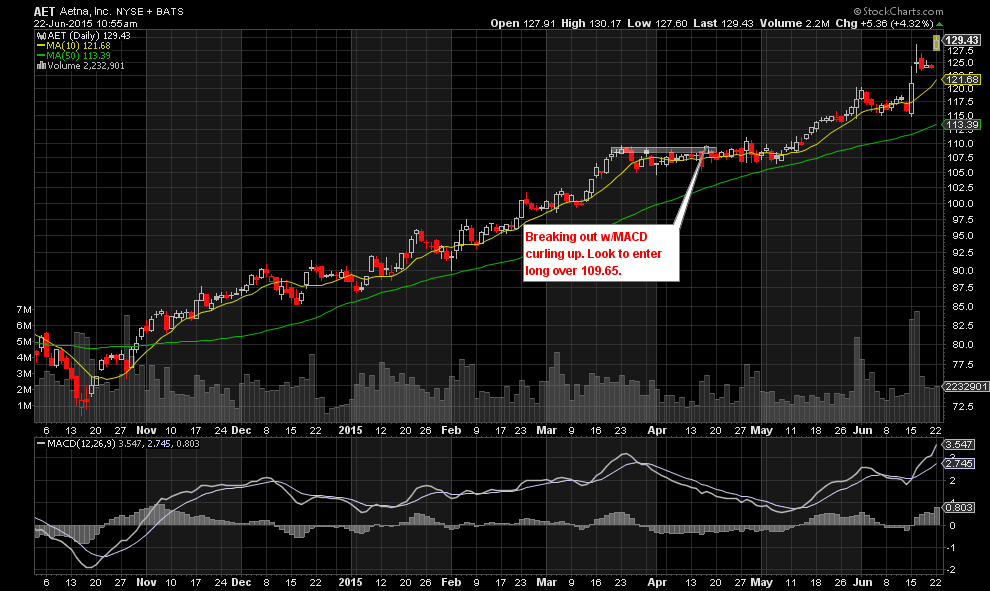 AET Aetna, Inc. NYSE + BATS
© StockCharts.com
22-Jun-2015 10:55am
Open 127.91 High 130.17 Low 127.60 Last 129.43 Volume 2.2M Chg +5.36 (+4.32%)
AET (Daily) 129.43
MA(10) 121.68
MA(50) 113.39
Volume 2,232,901
129.43
127.5
125.0
121.68
120.0
117.5
115.0
113.39
110.0
107.5
105.0
102.5
100.0
97.5
95.0
92.5
90.0
87.5
85.0
82.5
80.0
77.5
2232901
72.5
Breaking out w/MACD
curling up. Look to enter
long over 109.65.
7M
6M
5M
4M
3M
2M
1M
6 13 20 27 Nov 10 17 24 Dec 8 15 22 2015 12 20 26 Feb 9 17 23 Mar 9 16 23 Apr 13 20 27 May 11 18 26 Jun 8 15 22
MACD(12,26,9) 3.547, 2.745, 0.803
3.547
2.745
2
0.803
0
-1
-2
6 13 20 27 Nov 10 17 24 Dec 8 15 22 2015 12 20 26 Feb 9 17 23 Mar 9 16 23 Apr 13 20 27 May 11 18 26 Jun 8 15 22